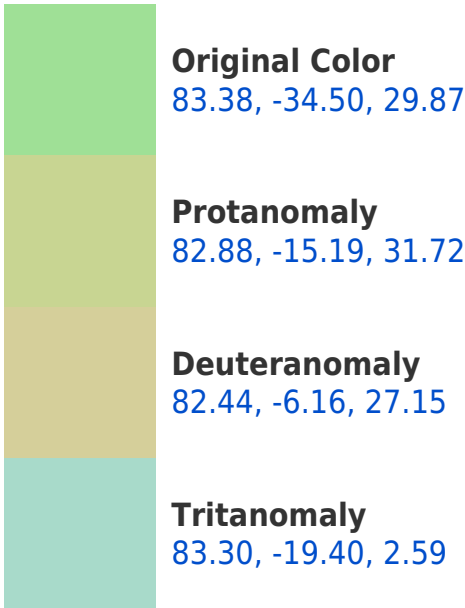 Original Color
83.38, -34.50, 29.87
Protanomaly
82.88, -15.19, 31.72
Deuteranomaly
82.44, -6.16, 27.15
Tritanomaly
83.30, -19.40, 2.59